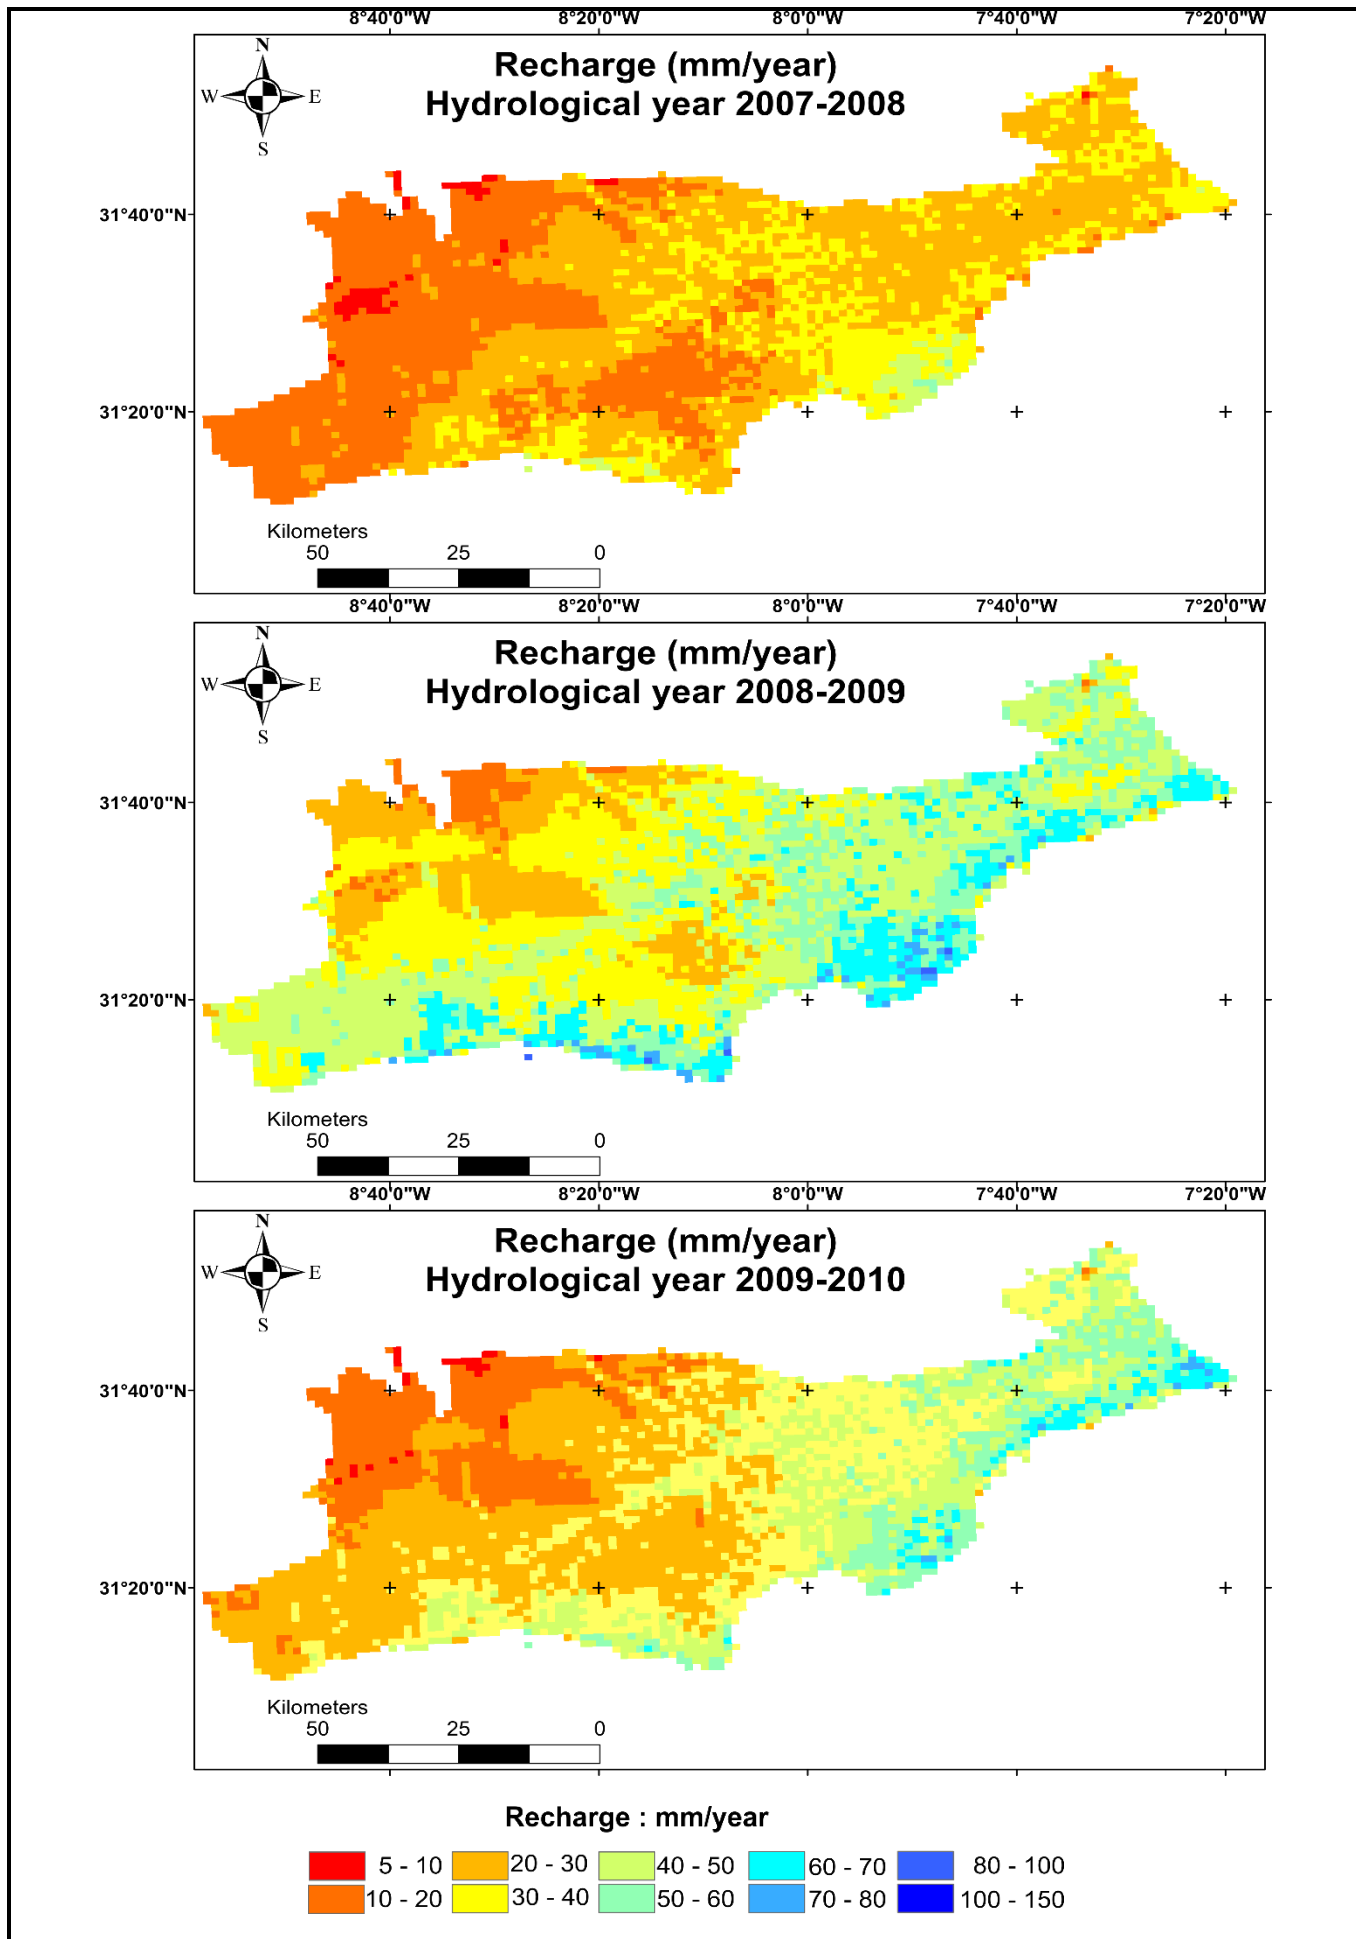 8°40'0"W 8°20'0"W 8°0'0"W 7°40'0"W 7°20'0"W
Recharge (mm/year)
Hydrological year 2007-2008
N
W E
S
31°40'0"N
31°20'0"N
Kilometers
50 25 0
8°40'0"W 8°20'0"W 8°0'0"W 7°40'0"W 7°20'0"W
Recharge (mm/year)
Hydrological year 2008-2009
N
W E
S
31°40'0"N
31°20'0"N
Kilometers
50 25 0
8°40'0"W 8°20'0"W 8°0'0"W 7°40'0"W 7°20'0"W
Recharge (mm/year)
Hydrological year 2009-2010
N
W E
S
31°40'0"N
31°20'0"N
Kilometers
50 25 0
Recharge : mm/year
5 - 10 20 - 30 40 - 50 60 - 70 80 - 100
10 - 20 30 - 40 50 - 60 70 - 80 100 - 150